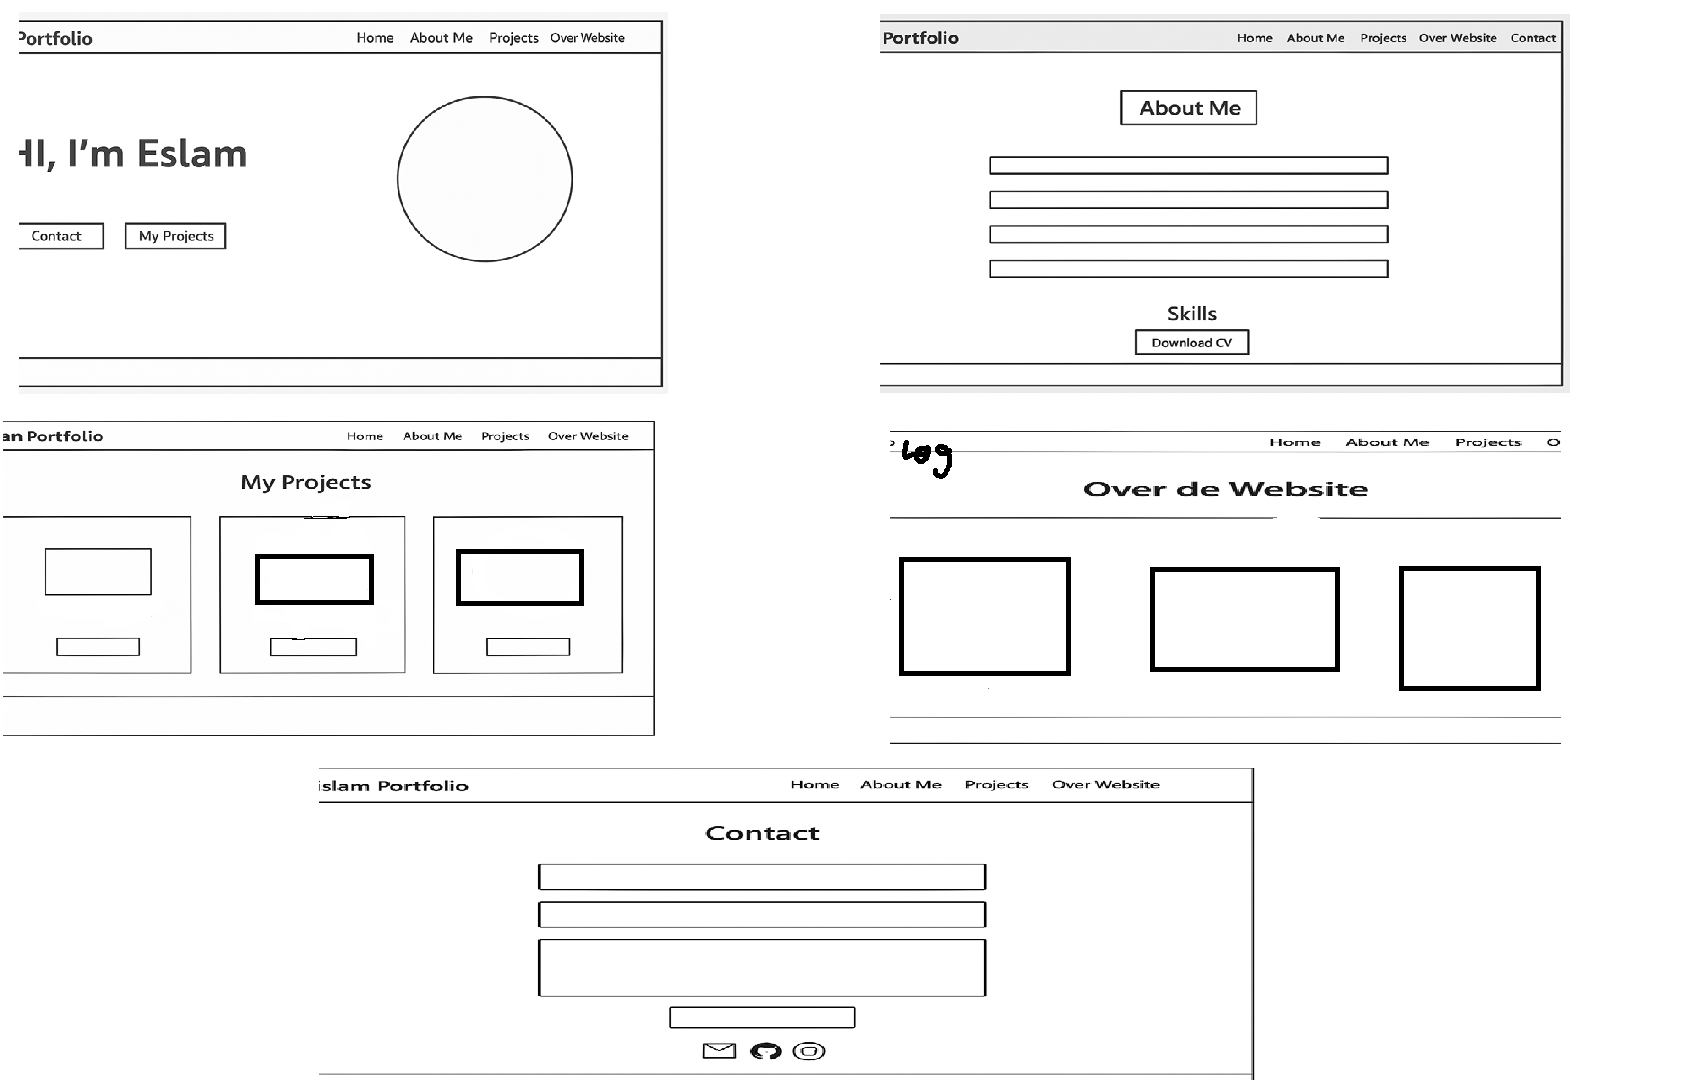 Portfolio Home About Me Projects Over Website
HI, I'm Eslam
Contact My Projects
Portfolio Home About Me Projects Over Website Contact
About Me
Skills
Download CV
an Portfolio Home About Me Projects Over Website
My Projects
Log Home About Me Projects O
Over de Website
islam Portfolio Home About Me Projects Over Website
Contact